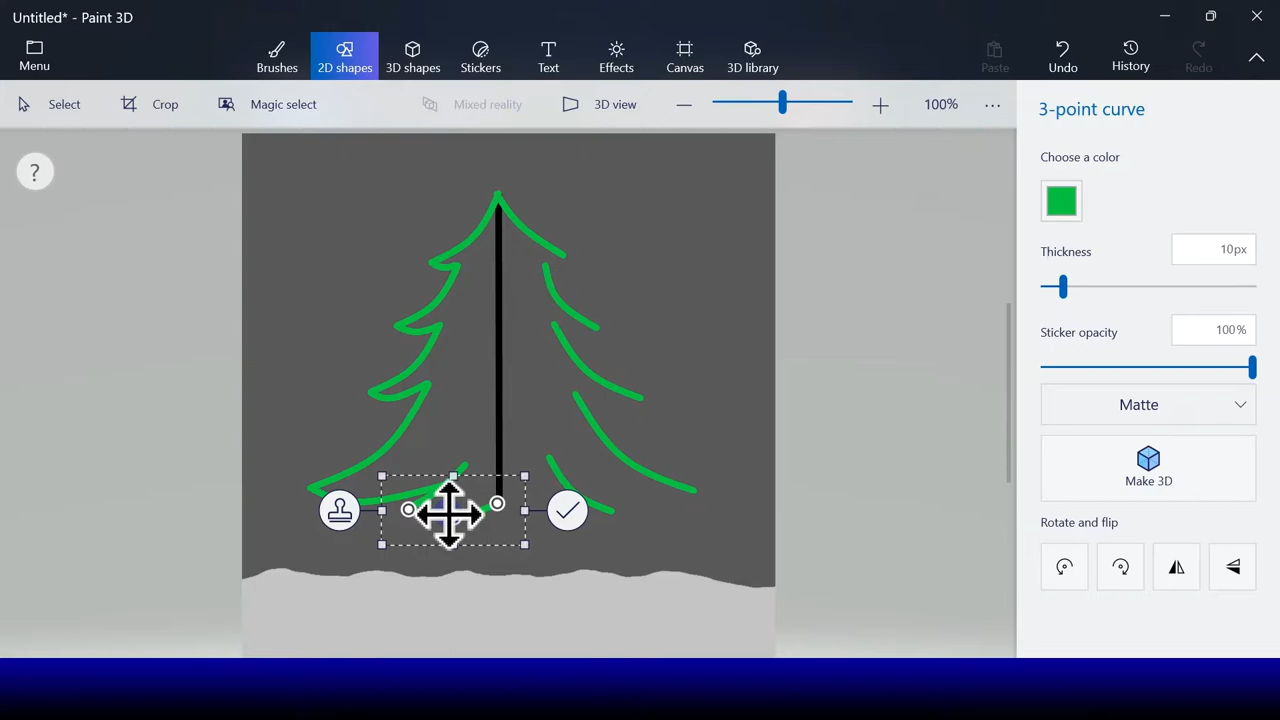 Untitled* - Paint 3D
Menu
Brushes
2D shapes
3D shapes
Stickers
Text
Effects
Canvas
3D library
Paste
Undo
History
Redo
Select
Crop
Magic select
Mixed reality
3D view
100%
?
3-point curve
Choose a color
Thickness
10px
Sticker opacity
100%
Matte
Make 3D
Rotate and flip